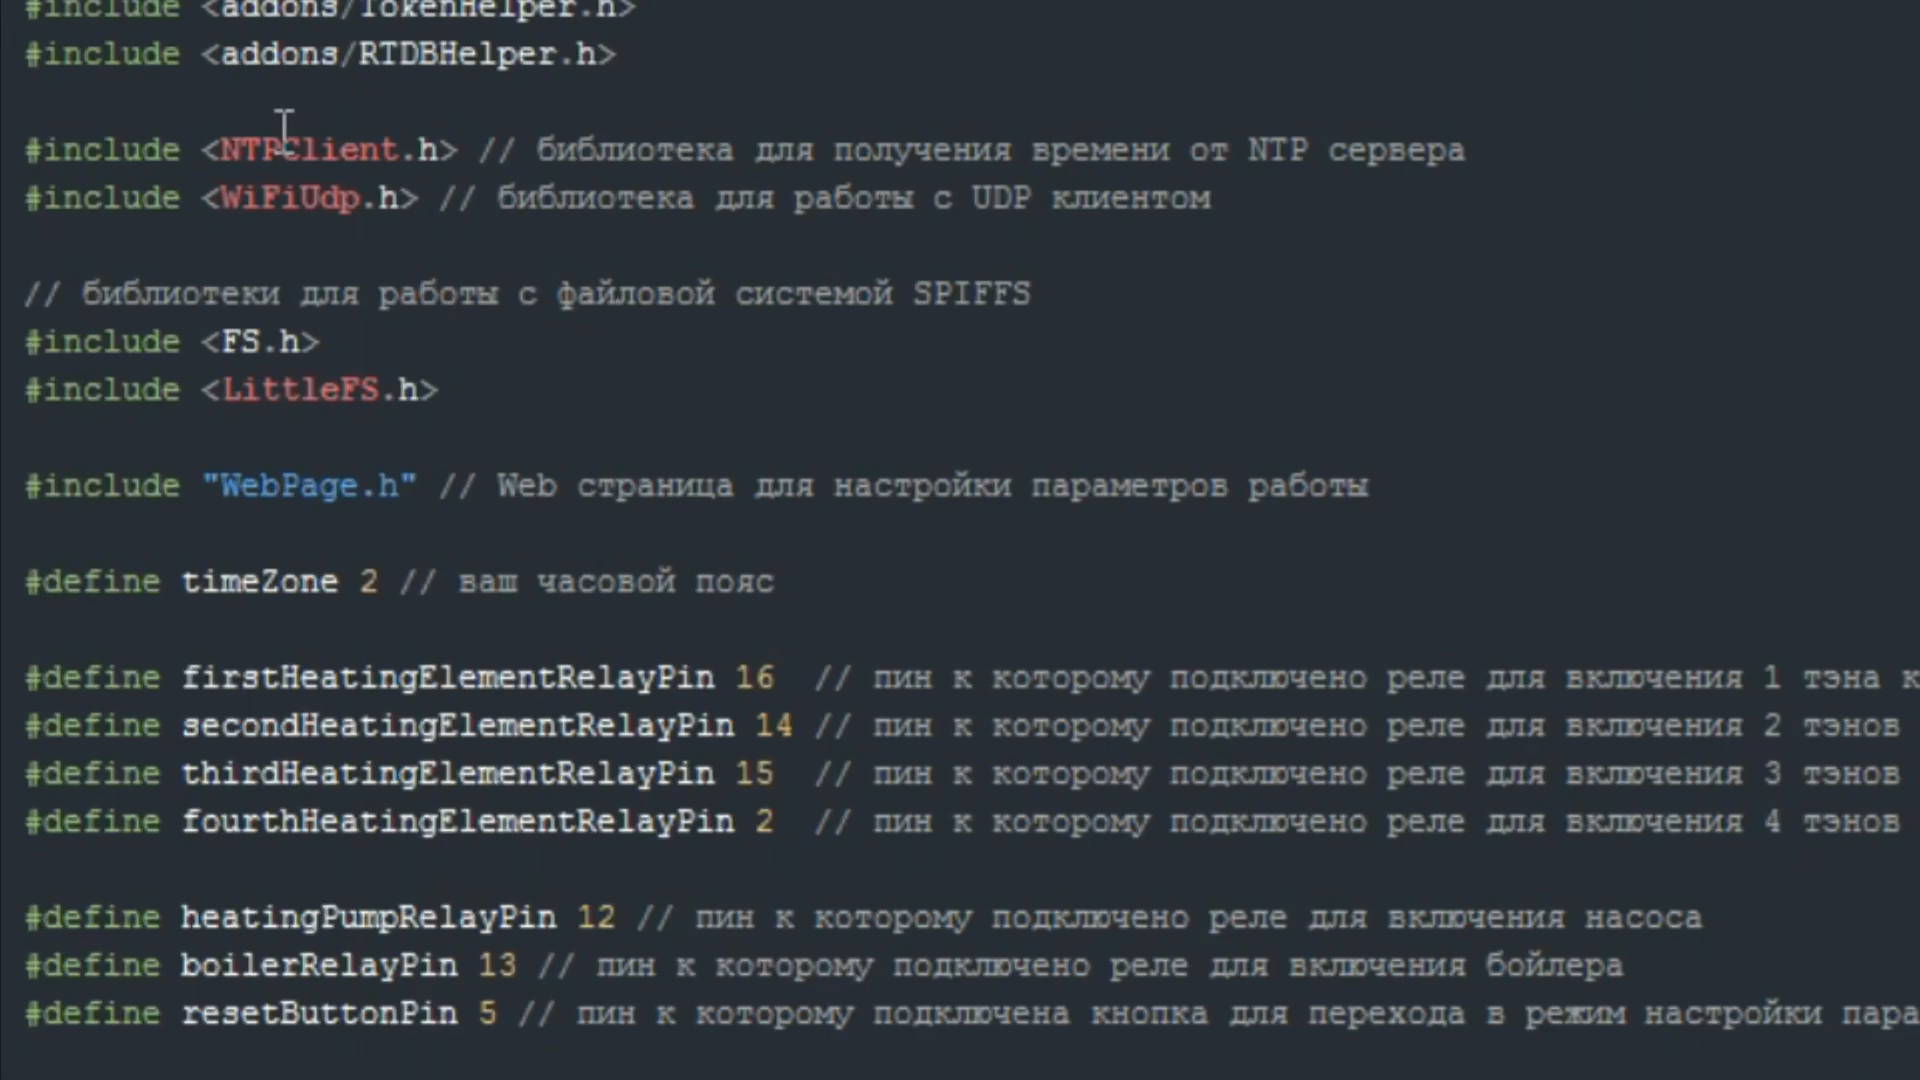 #include <addons/TokenHelper.h>
#include <addons/RTDBHelper.h>
#include <NTPClient.h> // библиотека для получения времени от NTP сервера
#include <WiFiUdp.h> // библиотека для работы с UDP клиентом
// библиотеки для работы с файловой системой SPIFFS
#include <FS.h>
#include <LittleFS.h>
#include "WebPage.h" // Web страница для настройки параметров работы
#define timeZone 2 // ваш часовой пояс
#define firstHeatingElementRelayPin 16  // пин к которому подключено реле для включения 1 тэна к
#define secondHeatingElementRelayPin 14 // пин к которому подключено реле для включения 2 тэнов
#define thirdHeatingElementRelayPin 15  // пин к которому подключено реле для включения 3 тэнов
#define fourthHeatingElementRelayPin 2  // пин к которому подключено реле для включения 4 тэнов
#define heatingPumpRelayPin 12 // пин к которому подключено реле для включения насоса
#define boilerRelayPin 13 // пин к которому подключено реле для включения бойлера
#define resetButtonPin 5 // пин к которому подключена кнопка для перехода в режим настройки пара